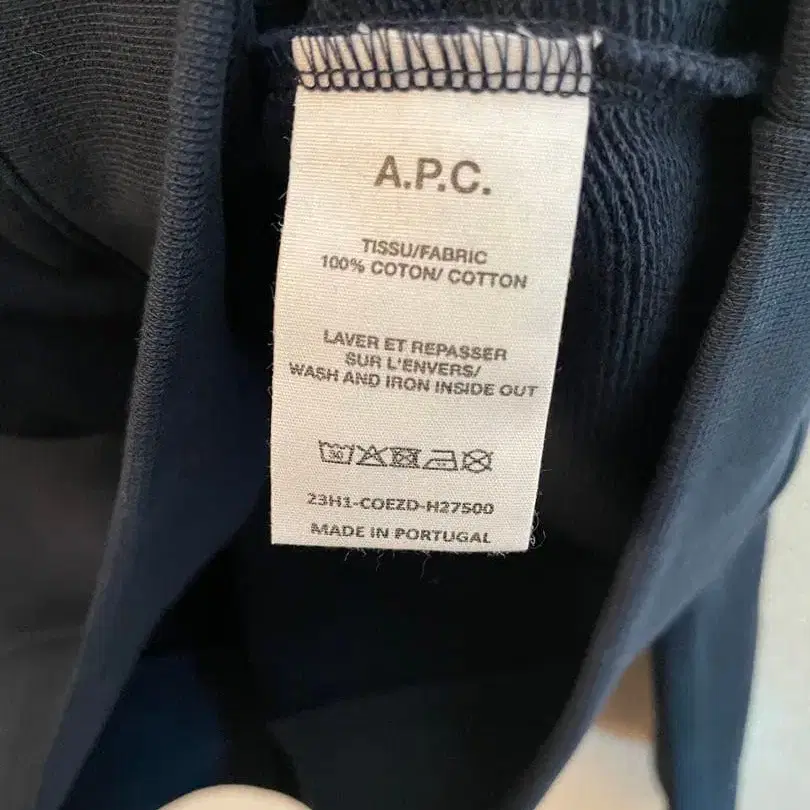 A.P.C.
TISSU/FABRIC
100% COTON/ COTTON
LAVER ET REPASSER
SUR L'ENVERS/
WASH AND IRON INSIDE OUT
30
23H1-COEZD-H27500
MADE IN PORTUGAL